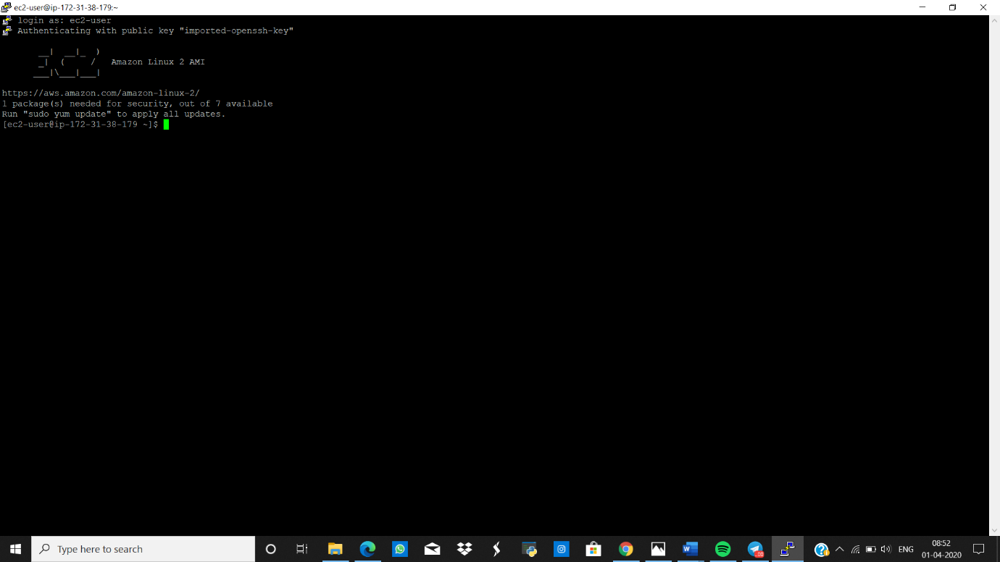 ec2-user@ip-172-31-38-179:~
login as: ec2-user
Authenticating with public key "imported-openssh-key"
       __|  __|_  )
       _|  (     /   Amazon Linux 2 AMI
      ___|\___|___|
https://aws.amazon.com/amazon-linux-2/
1 package(s) needed for security, out of 7 available
Run "sudo yum update" to apply all updates.
[ec2-user@ip-172-31-38-179 ~]$
Type here to search
ENG
08:52
01-04-2020